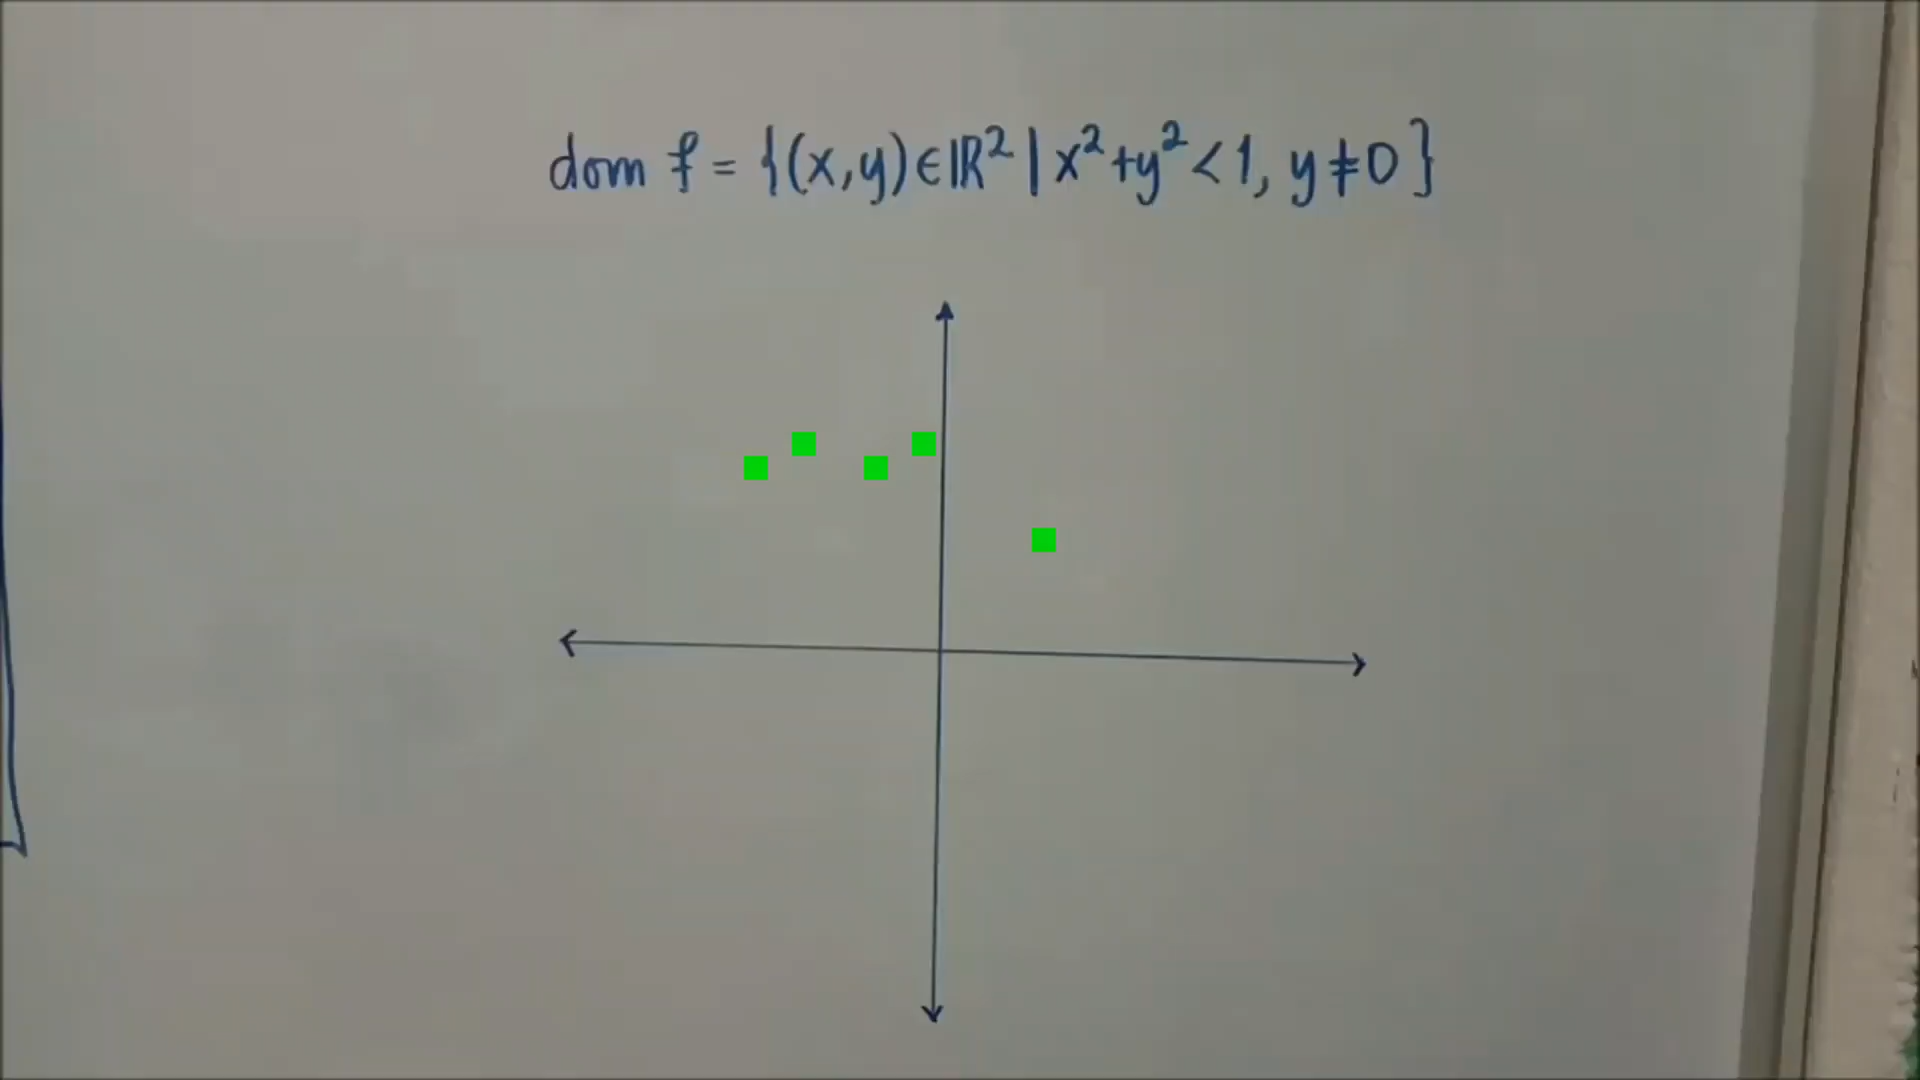 dom f = {(x,y)∈ℝ² | x²+y²<1, y≠0}